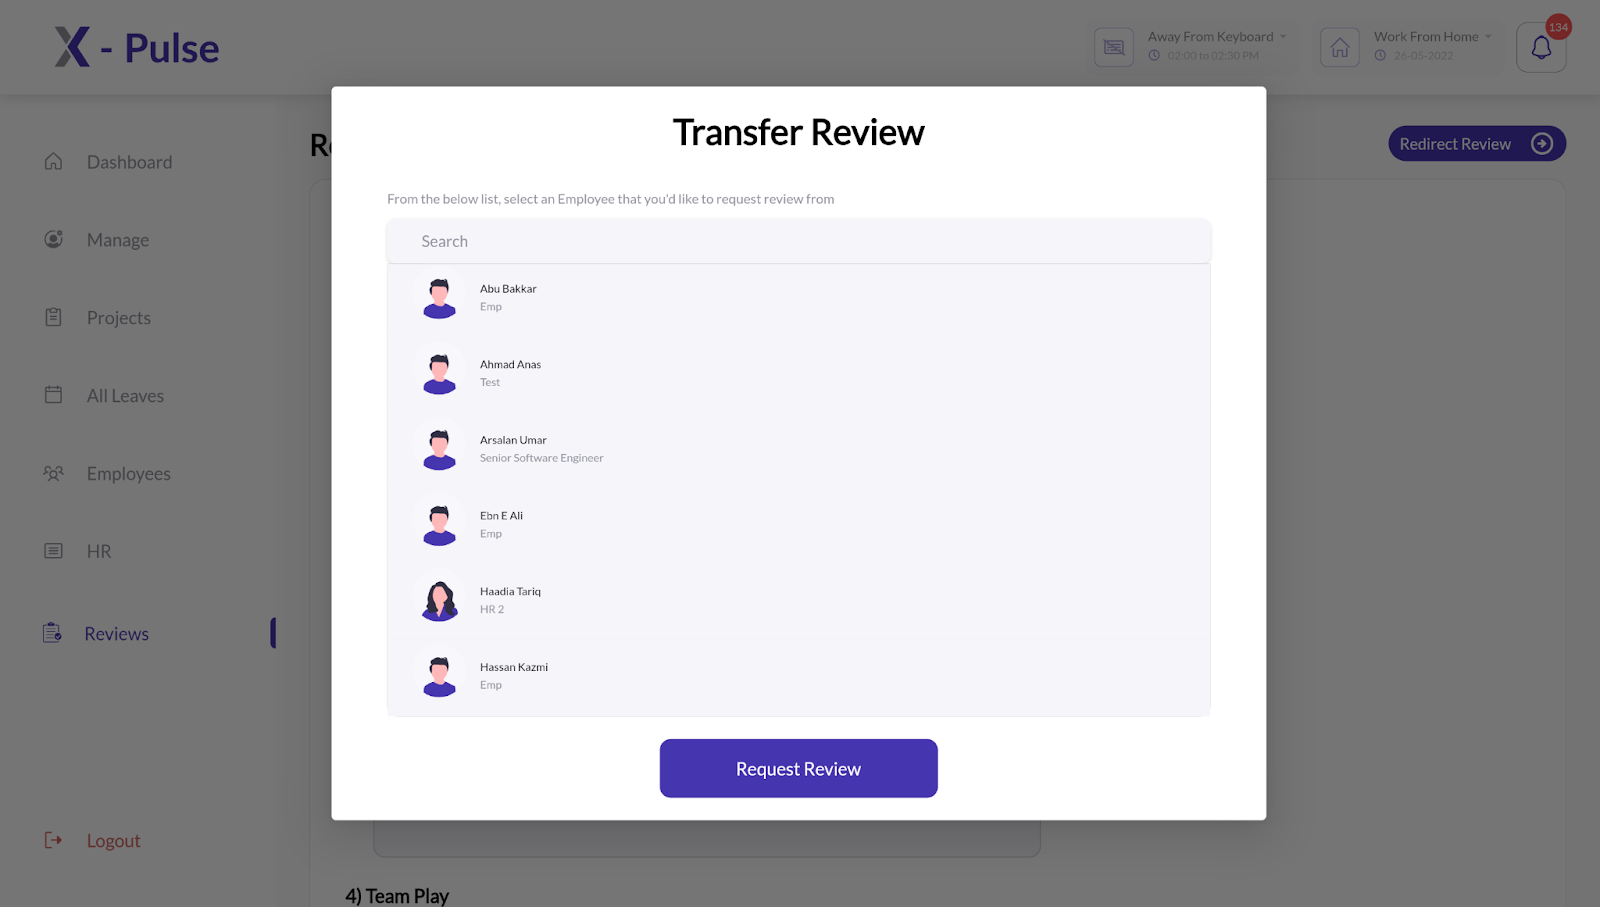 X - Pulse
Away From Keyboard
02:00 to 02:30 PM
Work From Home
26-05-2022
134
Dashboard
Manage
Projects
All Leaves
Employees
HR
Reviews
Logout
Redirect Review
Transfer Review
From the below list, select an Employee that you'd like to request review from
Search
Abu Bakkar
Emp
Ahmad Anas
Test
Arsalan Umar
Senior Software Engineer
Ebn E Ali
Emp
Haadia Tariq
HR 2
Hassan Kazmi
Emp
Request Review
4) Team Play